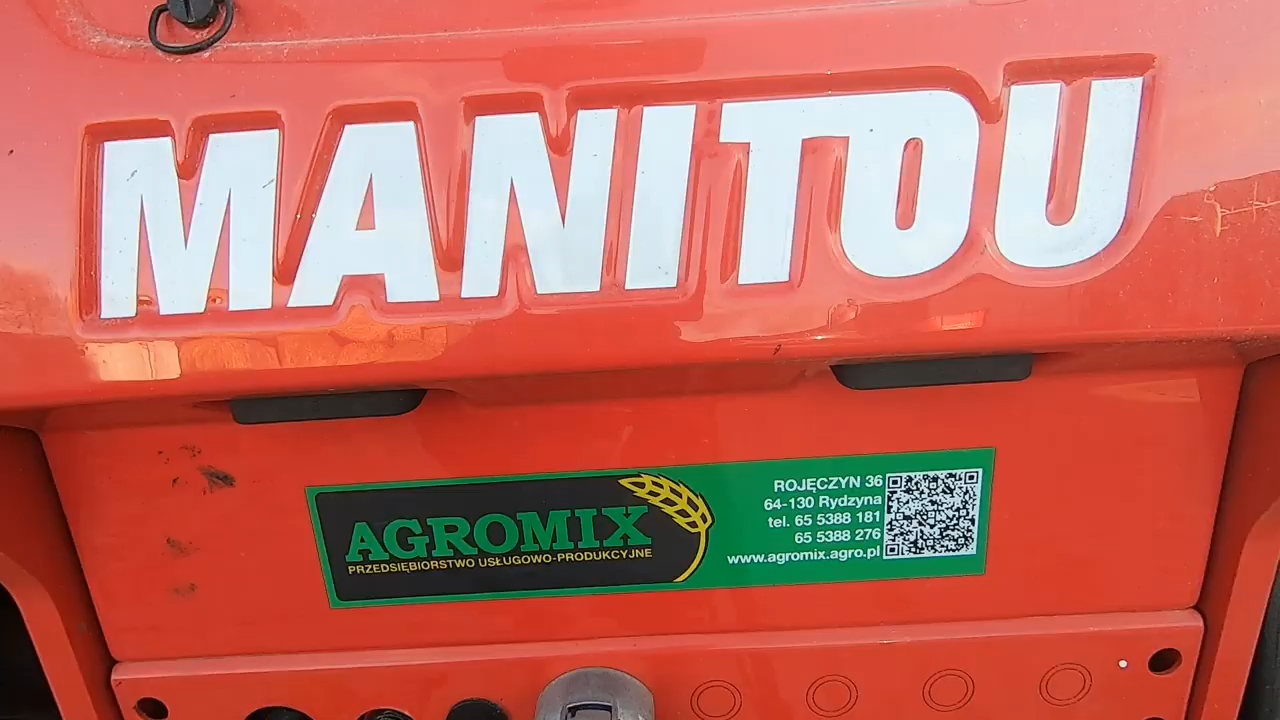 MANITOU
AGROMIX
PRZEDSIĘBIORSTWO USŁUGOWO-PRODUKCYJNE
ROJĘCZYN 36
64-130 Rydzyna
tel. 65 5388 181
65 5388 276
www.agromix.agro.pl